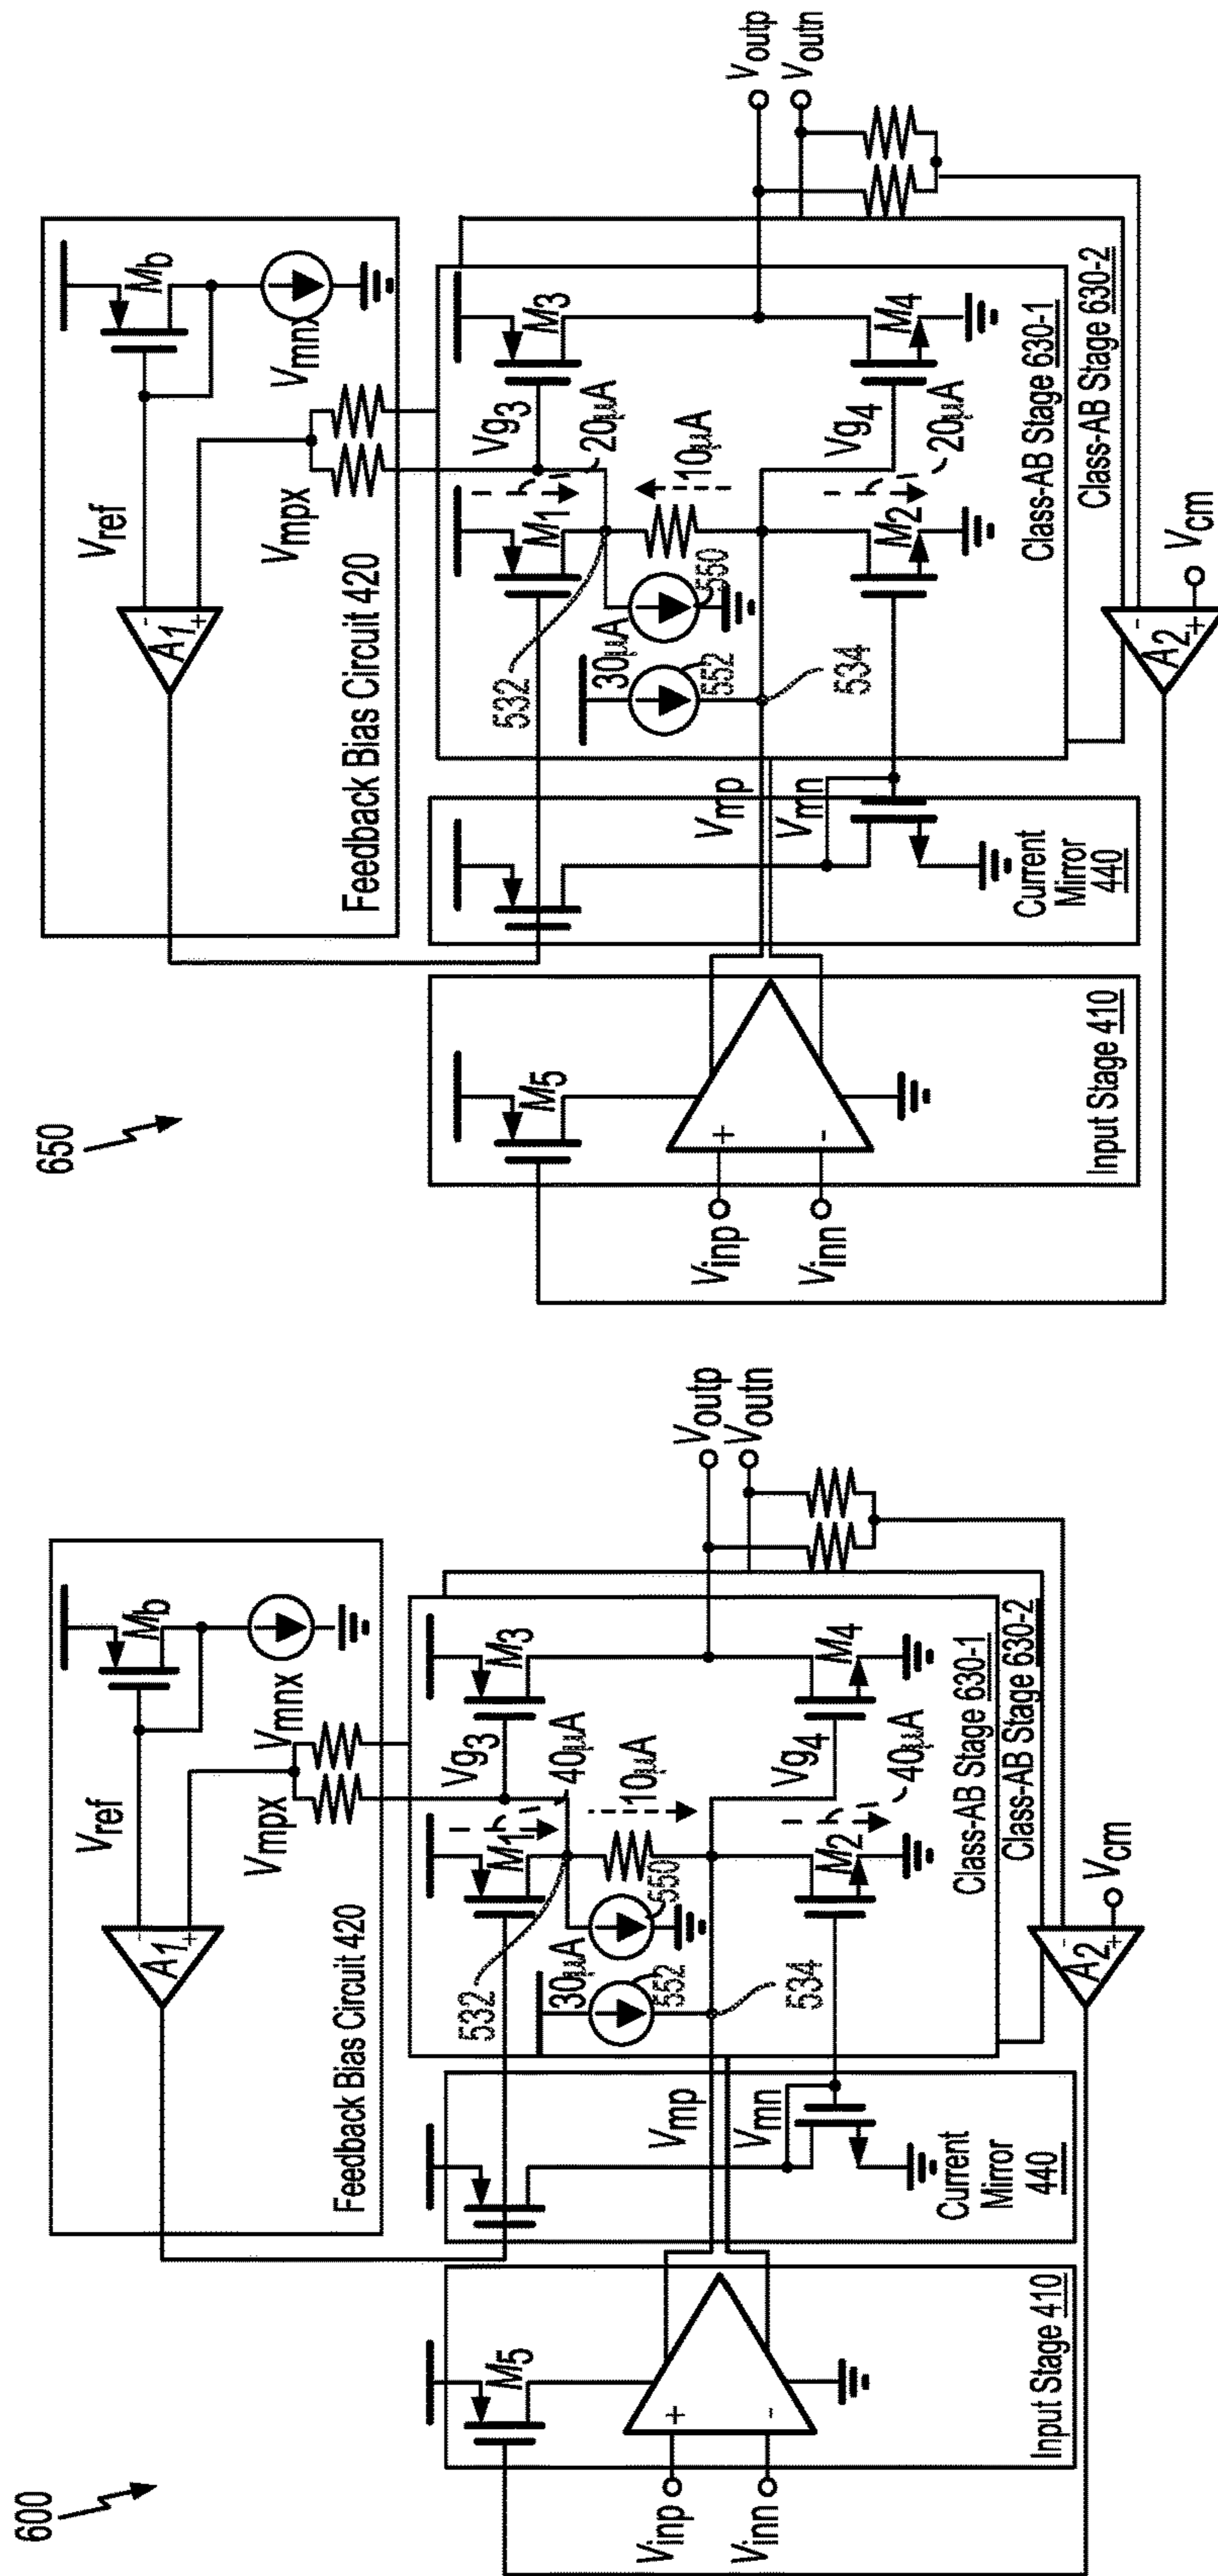 650
Feedback Bias Circuit 420
Vref
A1
-
+
Mb
Vmnx
Vmpx
Input Stage 410
M5
+
-
Vinp
Vinn
Current
Mirror
440
Vmp
Vmn
532
M1
Vg3
M3
20µA
10µA
30µA
550
552
534
M2
Vg4
M4
20µA
Class-AB Stage 630-1
Class-AB Stage 630-2
Voutp
Voutn
A2
-
+
Vcm
600
Feedback Bias Circuit 420
Vref
A1
-
+
Mb
Vmnx
Vmpx
Input Stage 410
M5
+
-
Vinp
Vinn
Current
Mirror
440
Vmp
Vmn
532
M1
Vg3
M3
40µA
10µA
30µA
550
552
534
M2
Vg4
M4
40µA
Class-AB Stage 630-1
Class-AB Stage 630-2
Voutp
Voutn
A2
-
+
Vcm